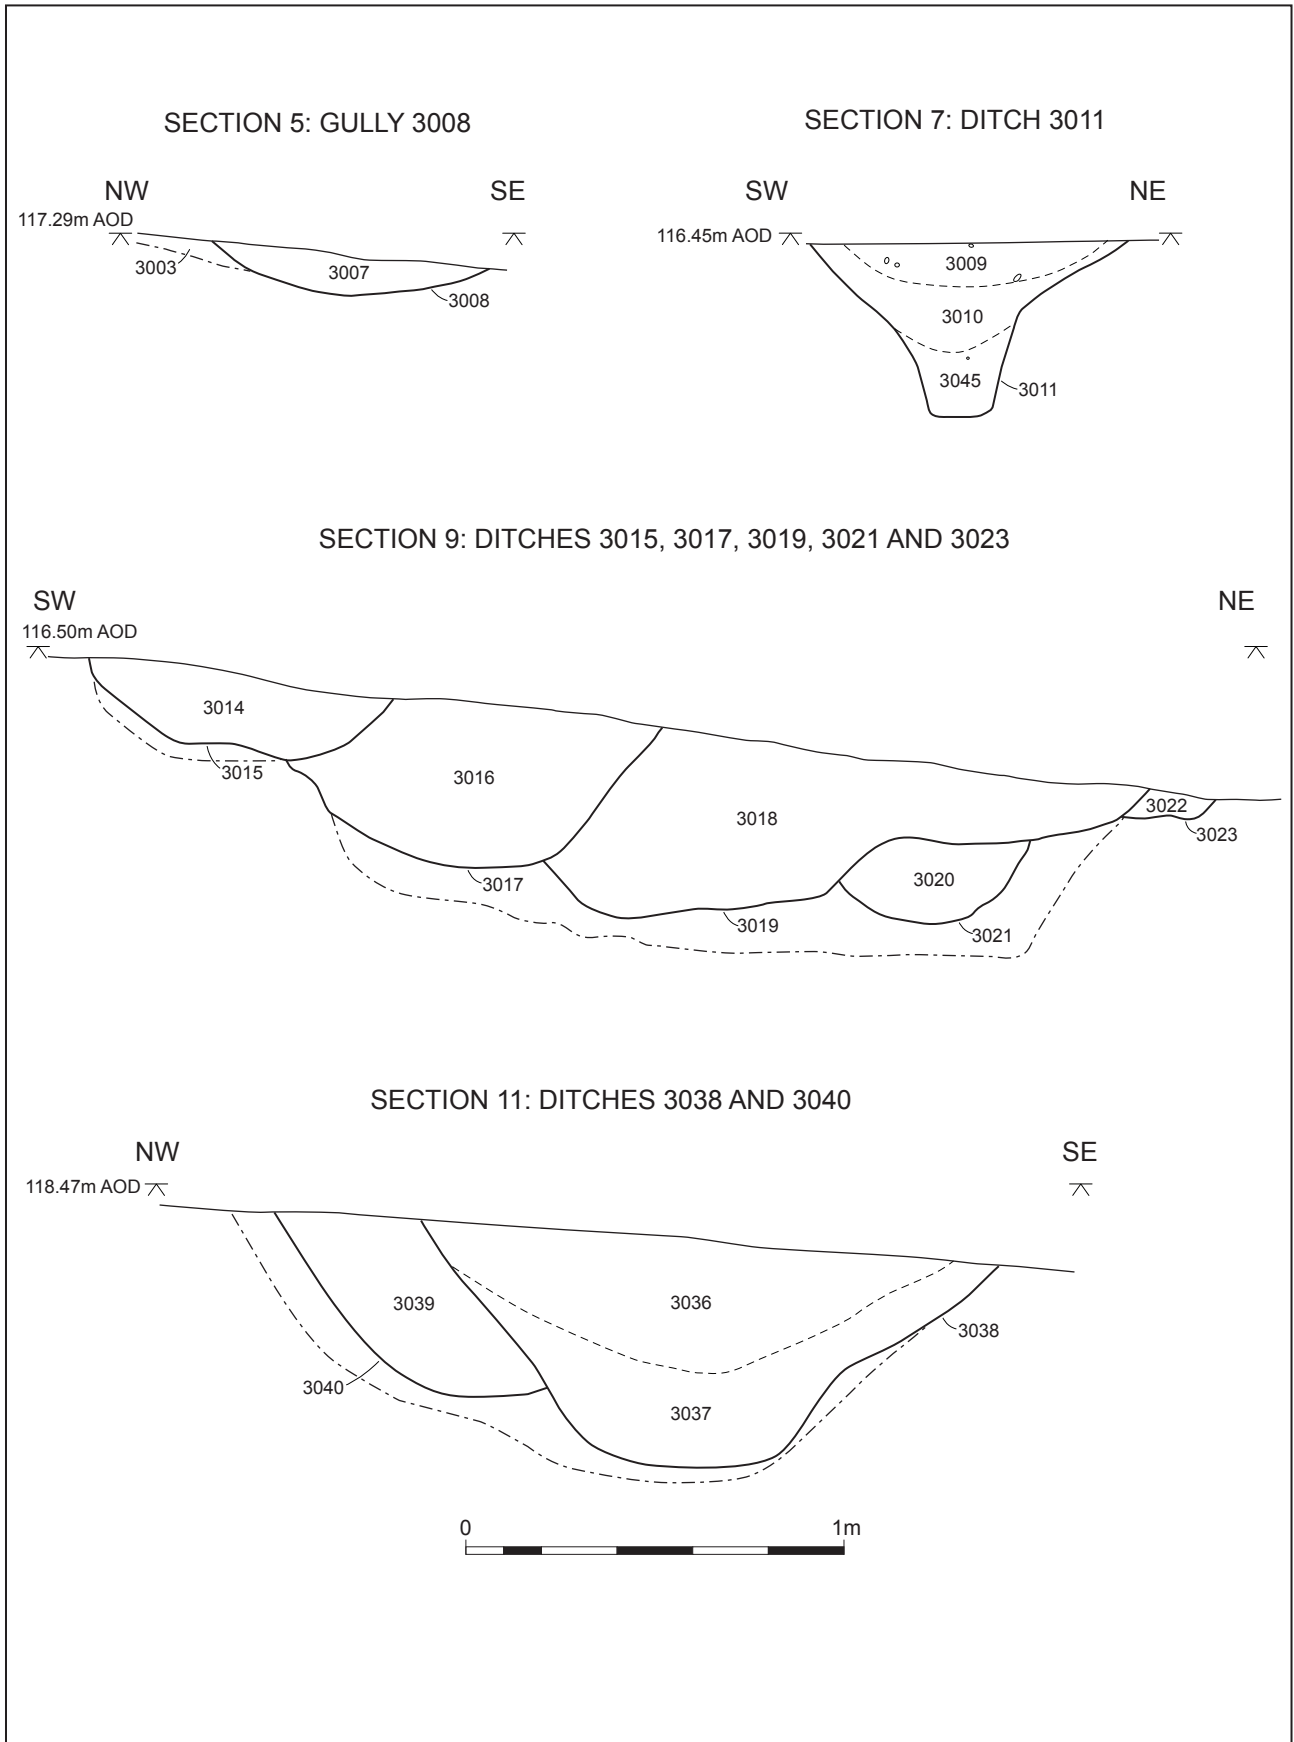 SECTION 5: GULLY 3008
NW
SE
117.29m AOD
3003
3007
3008
SECTION 7: DITCH 3011
SW
NE
116.45m AOD
3009
3010
3045
3011
SECTION 9: DITCHES 3015, 3017, 3019, 3021 AND 3023
SW
NE
116.50m AOD
3014
3015
3016
3017
3018
3019
3020
3021
3022
3023
SECTION 11: DITCHES 3038 AND 3040
NW
SE
118.47m AOD
3039
3036
3038
3040
3037
0
1m